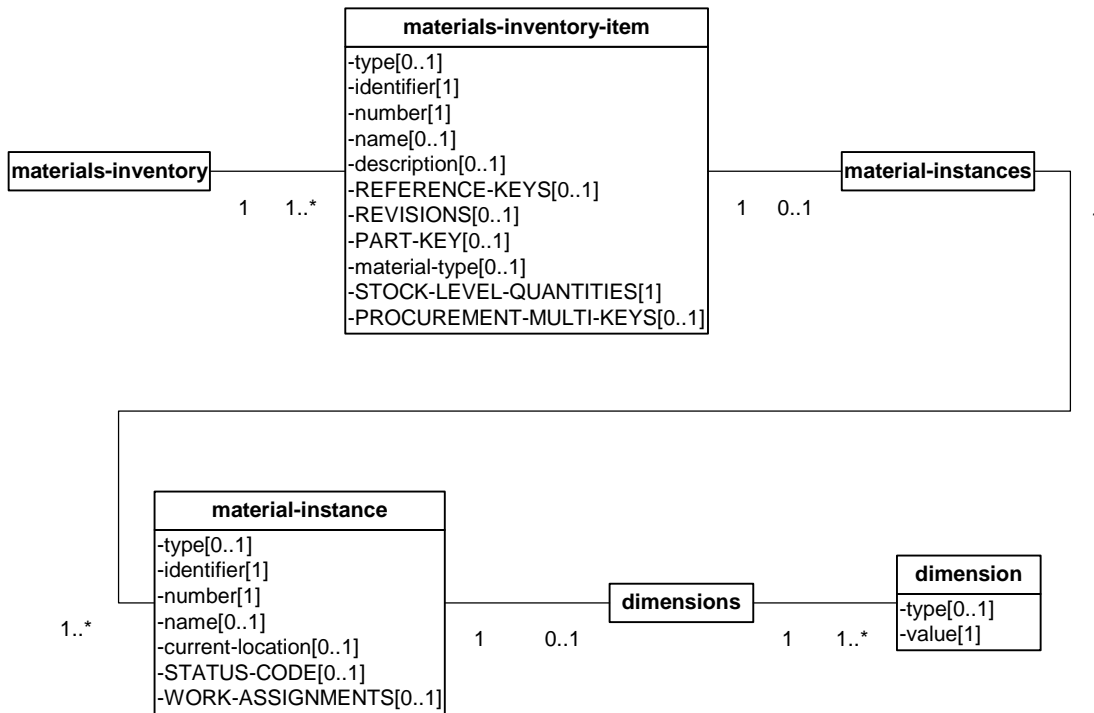 materials-inventory-item
-type[0..1]
-identifier[1]
-number[1]
-name[0..1]
-description[0..1]
-REFERENCE-KEYS[0..1]
-REVISIONS[0..1]
-PART-KEY[0..1]
-material-type[0..1]
-STOCK-LEVEL-QUANTITIES[1]
-PROCUREMENT-MULTI-KEYS[0..1]
materials-inventory
1 1..*
material-instances
1 0..1
material-instance
-type[0..1]
-identifier[1]
-number[1]
-name[0..1]
-current-location[0..1]
-STATUS-CODE[0..1]
-WORK-ASSIGNMENTS[0..1]
1..*
1 0..1
dimensions
1 1..*
dimension
-type[0..1]
-value[1]